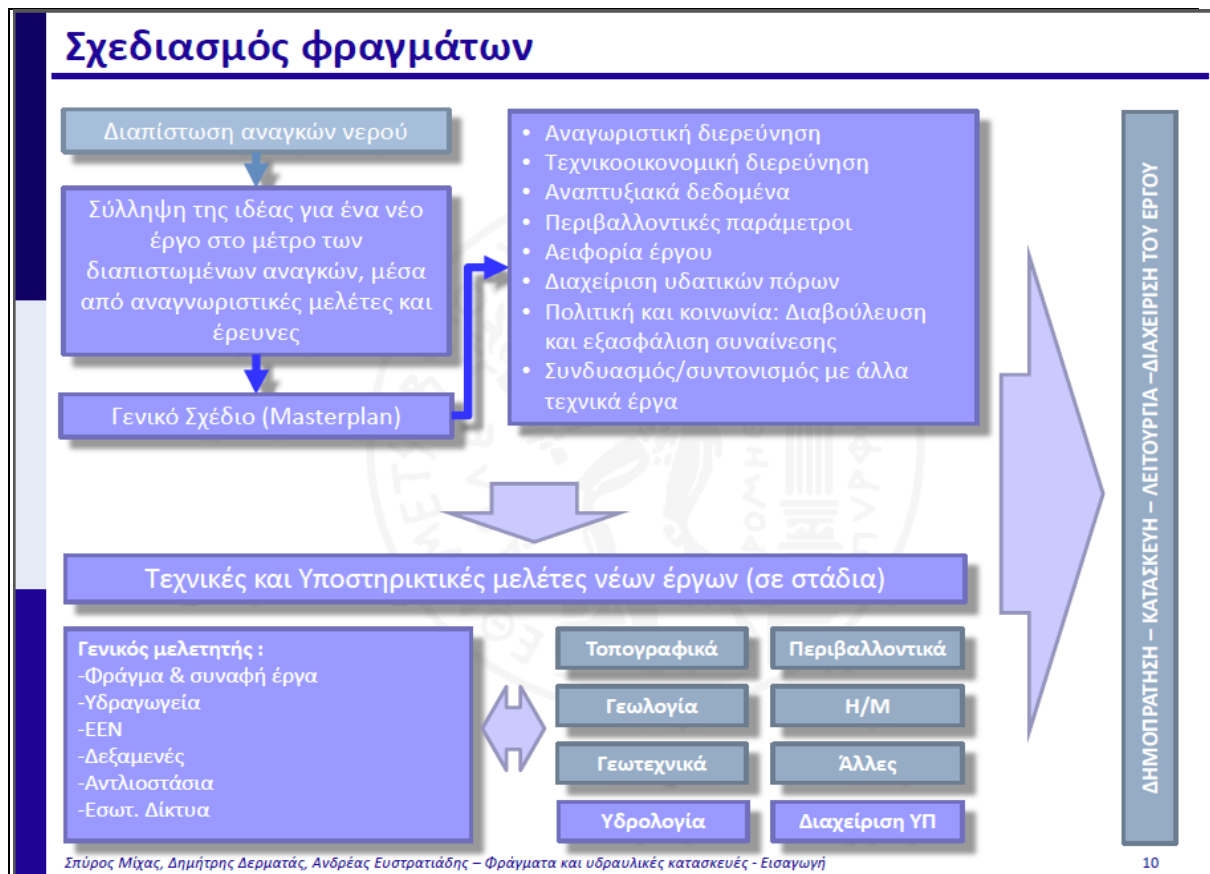 Σχεδιασμός φραγμάτων
Διαπίστωση αναγκών νερού
Σύλληψη της ιδέας για ένα νέο
έργο στο μέτρο των
διαπιστωμένων αναγκών, μέσα
από αναγνωριστικές μελέτες και
έρευνες
Γενικό Σχέδιο (Masterplan)
• Αναγωριστική διερεύνηση
• Τεχνικοοικονομική διερεύνηση
• Αναπτυξιακά δεδομένα
• Περιβαλλοντικές παράμετροι
• Αειφορία έργου
• Διαχείριση υδατικών πόρων
• Πολιτική και κοινωνία: Διαβούλευση
και εξασφάλιση συναίνεσης
• Συνδυασμός/συντονισμός με άλλα
τεχνικά έργα
ΔΗΜΟΠΡΑΤΗΣΗ – ΚΑΤΑΣΚΕΥΗ – ΛΕΙΤΟΥΡΓΙΑ –ΔΙΑΧΕΙΡΙΣΗ ΤΟΥ ΕΡΓΟΥ
Τεχνικές και Υποστηρικτικές μελέτες νέων έργων (σε στάδια)
Γενικός μελετητής :
-Φράγμα & συναφή έργα
-Υδραγωγεία
-ΕΕΝ
-Δεξαμενές
-Αντλιοστάσια
-Εσωτ. Δίκτυα
Τοπογραφικά
Περιβαλλοντικά
Γεωλογία
Η/Μ
Γεωτεχνικά
Άλλες
Υδρολογία
Διαχείριση ΥΠ
Σπύρος Μίχας, Δημήτρης Δερματάς, Ανδρέας Ευστρατιάδης – Φράγματα και υδραυλικές κατασκευές - Εισαγωγή
10